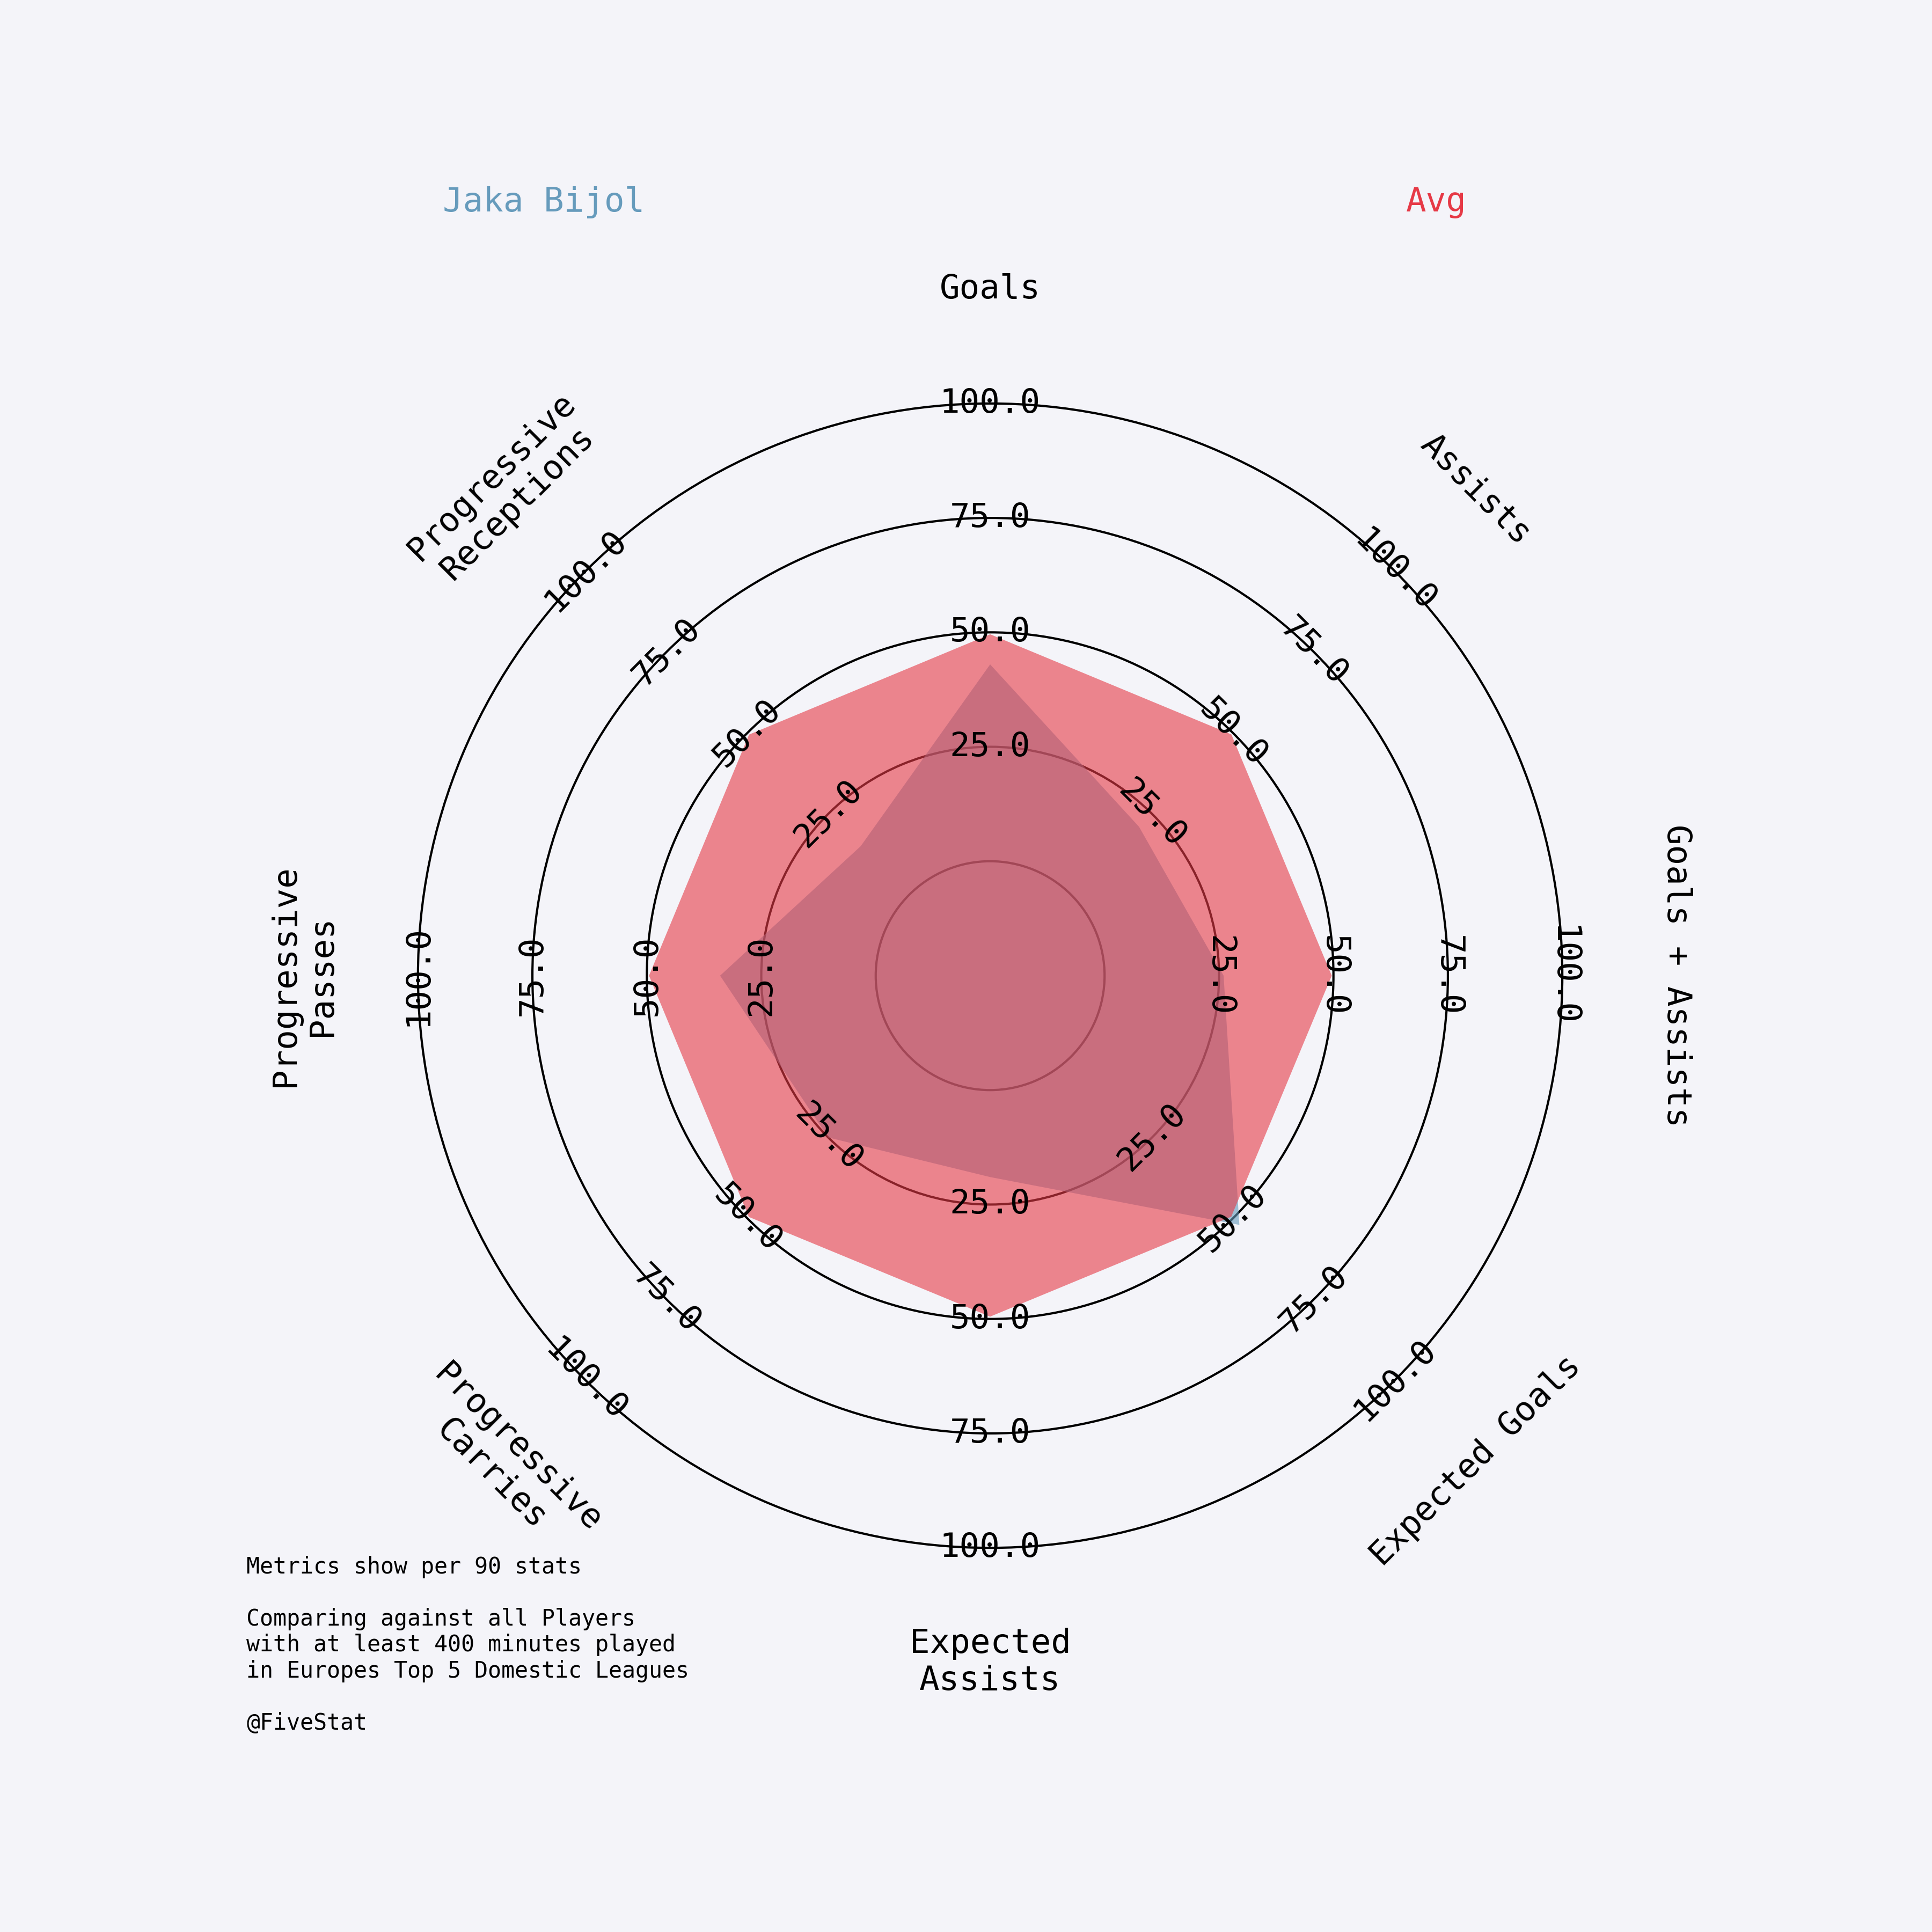 Jaka Bijol
Avg
Goals
Assists
Goals + Assists
Expected Goals
Expected
Assists
Progressive
Carries
Progressive
Passes
Progressive
Receptions
25.0
50.0
75.0
100.0
25.0
50.0
75.0
100.0
25.0
50.0
75.0
100.0
25.0
50.0
75.0
100.0
25.0
50.0
75.0
100.0
25.0
50.0
75.0
100.0
25.0
50.0
75.0
100.0
25.0
50.0
75.0
100.0
Metrics show per 90 stats
Comparing against all Players
with at least 400 minutes played
in Europes Top 5 Domestic Leagues
@FiveStat